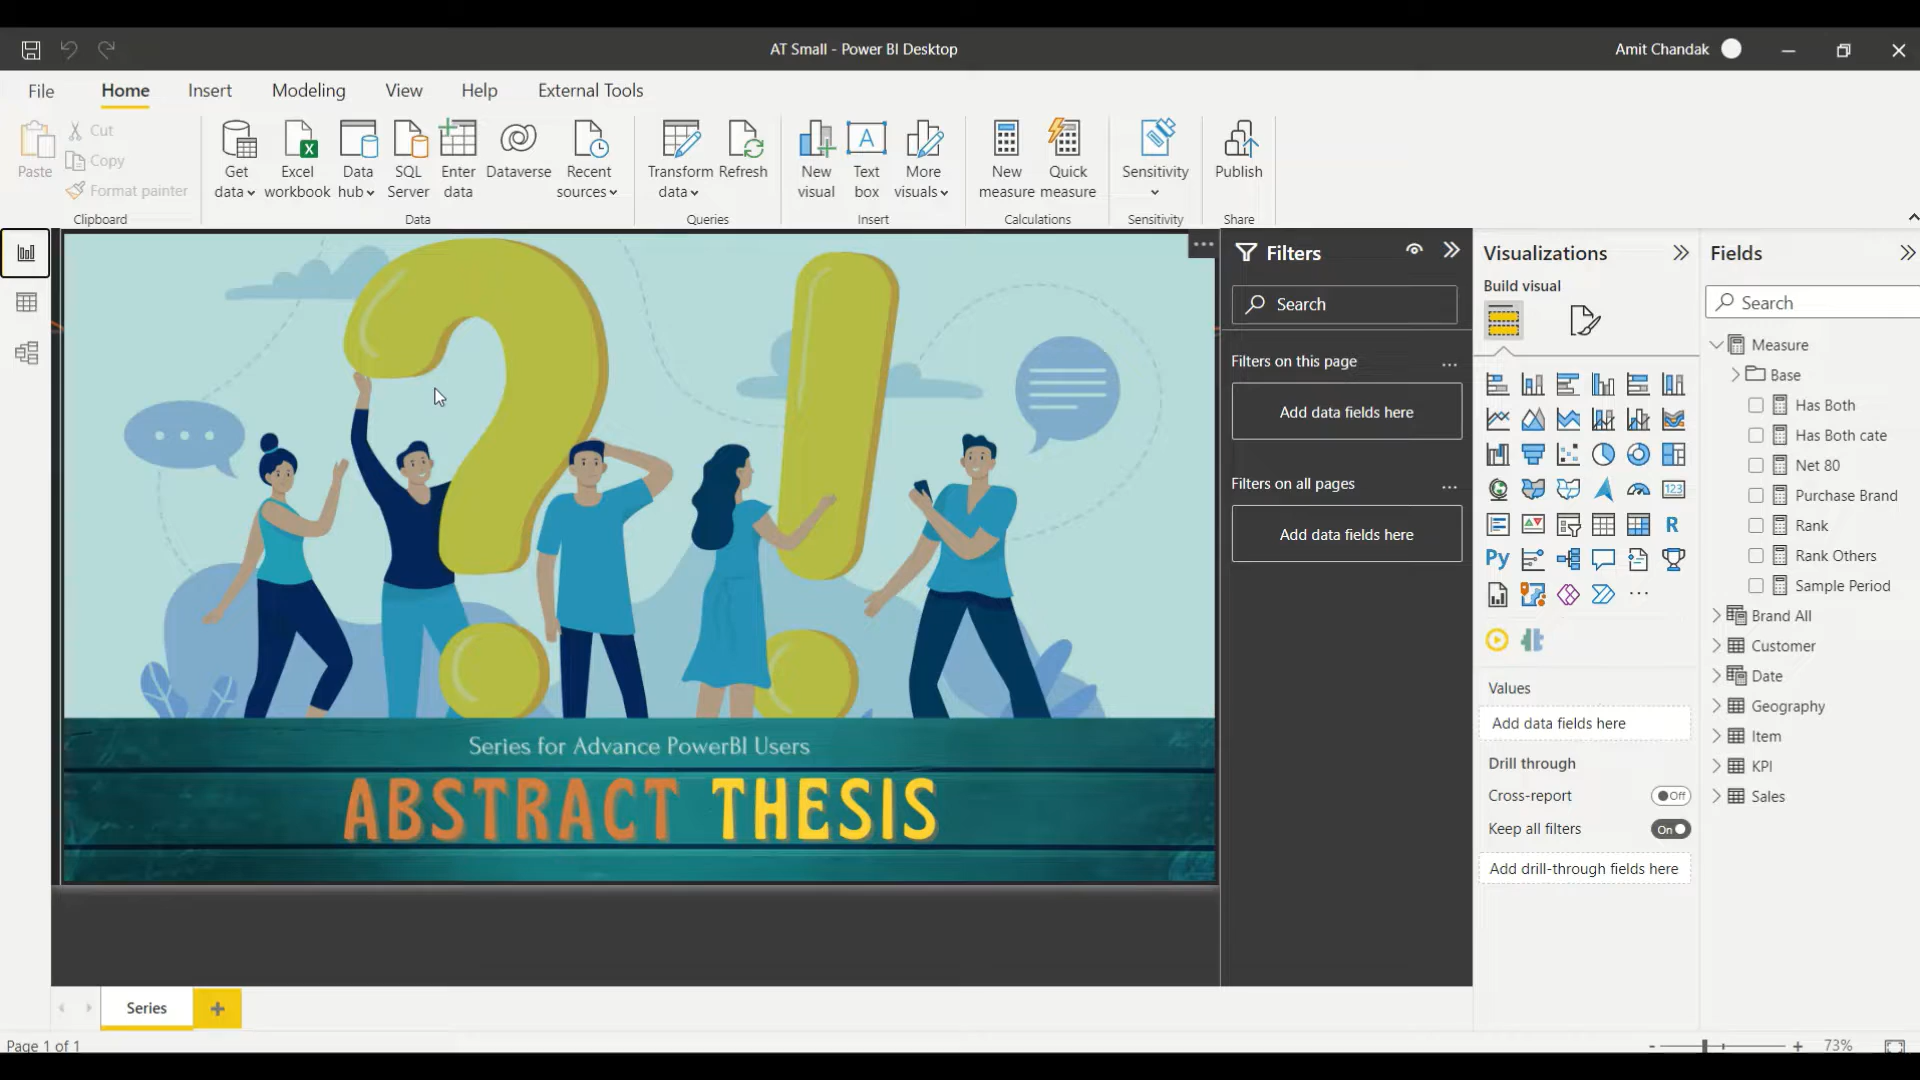 AT Small - Power BI Desktop
Amit Chandak
File
Home
Insert
Modeling
View
Help
External Tools
Paste
Cut
Copy
Format painter
Clipboard
Get
data
Excel
workbook
Data
hub
SQL
Server
Enter
data
Dataverse
Recent
sources
Data
Transform
data
Refresh
Queries
New
visual
Text
box
More
visuals
Insert
New
measure
Quick
measure
Calculations
Sensitivity
Sensitivity
Publish
Share
Series for Advance PowerBI Users
ABSTRACT THESIS
Filters
Search
Filters on this page
Add data fields here
Filters on all pages
Add data fields here
Visualizations
Build visual
123
R
Py
Values
Add data fields here
Drill through
Cross-report
Off
Keep all filters
On
Add drill-through fields here
Fields
Search
Measure
Base
Has Both
Has Both cate
Net 80
Purchase Brand
Rank
Rank Others
Sample Period
Brand All
Customer
Date
Geography
Item
KPI
Sales
Series
Page 1 of 1
73%